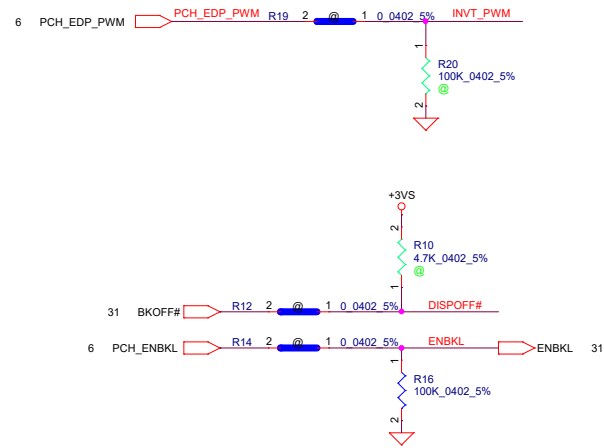 6 PCH_EDP_PWM PCH_EDP_PWM R19 2 @ 1 0_0402_5% INVT_PWM
1
R20
100K_0402_5%
@
2
+3VS
2
R10
4.7K_0402_5%
@
1
31 BKOFF# R12 2 @ 1 0_0402_5% DISPOFF#
6 PCH_ENBKL R14 2 @ 1 0_0402_5% ENBKL ENBKL 31
1
R16
100K_0402_5%
2